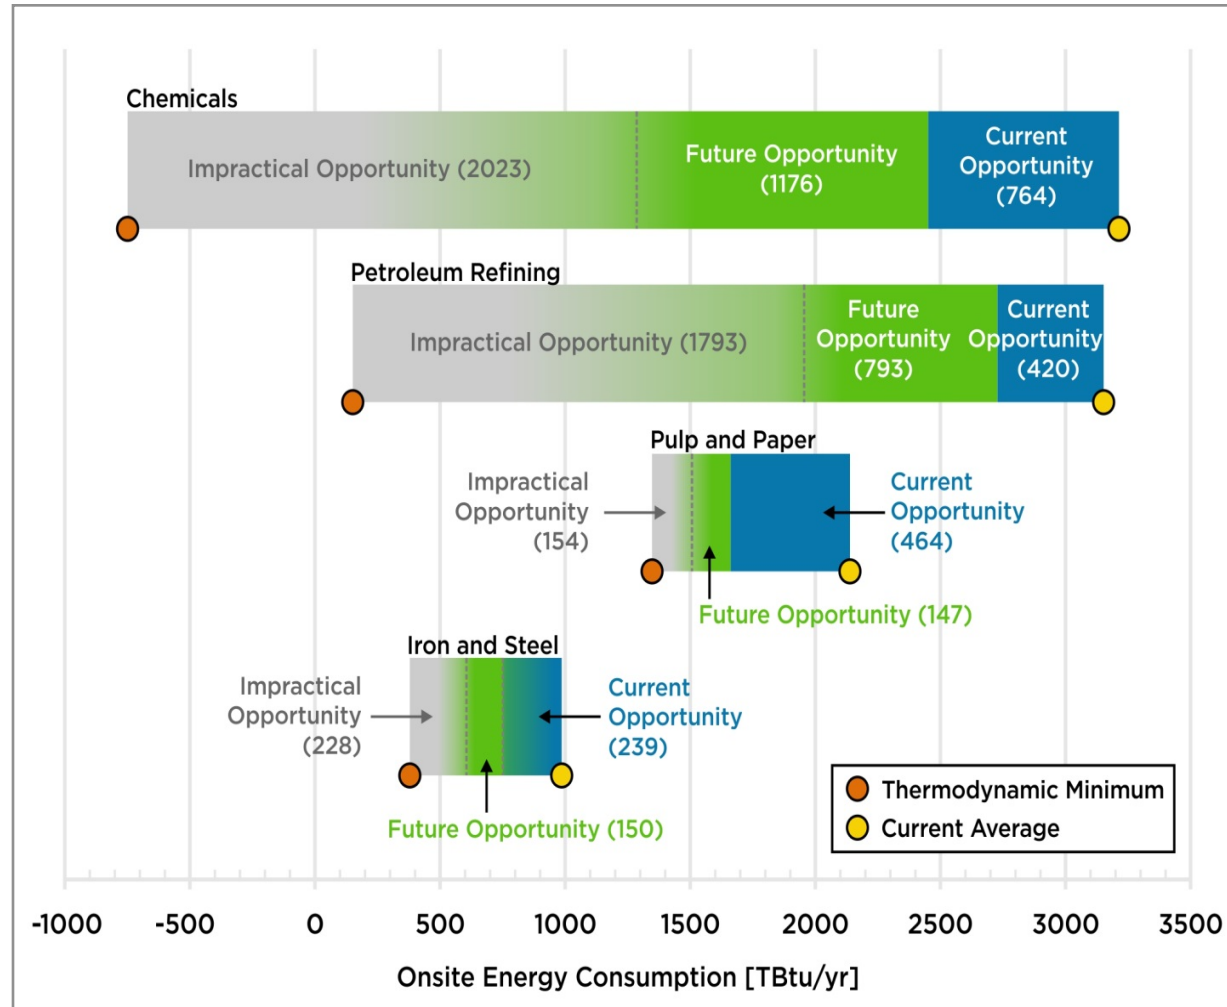 Chemicals
Impractical Opportunity (2023)
Future Opportunity
(1176)
Current
Opportunity
(764)
Petroleum Refining
Impractical Opportunity (1793)
Future
Opportunity
(793)
Current
Opportunity
(420)
Pulp and Paper
Impractical
Opportunity
(154)
Current
Opportunity
(464)
Future Opportunity (147)
Iron and Steel
Impractical
Opportunity
(228)
Current
Opportunity
(239)
Future Opportunity (150)
Thermodynamic Minimum
Current Average
-1000 -500 0 500 1000 1500 2000 2500 3000 3500
Onsite Energy Consumption [TBtu/yr]